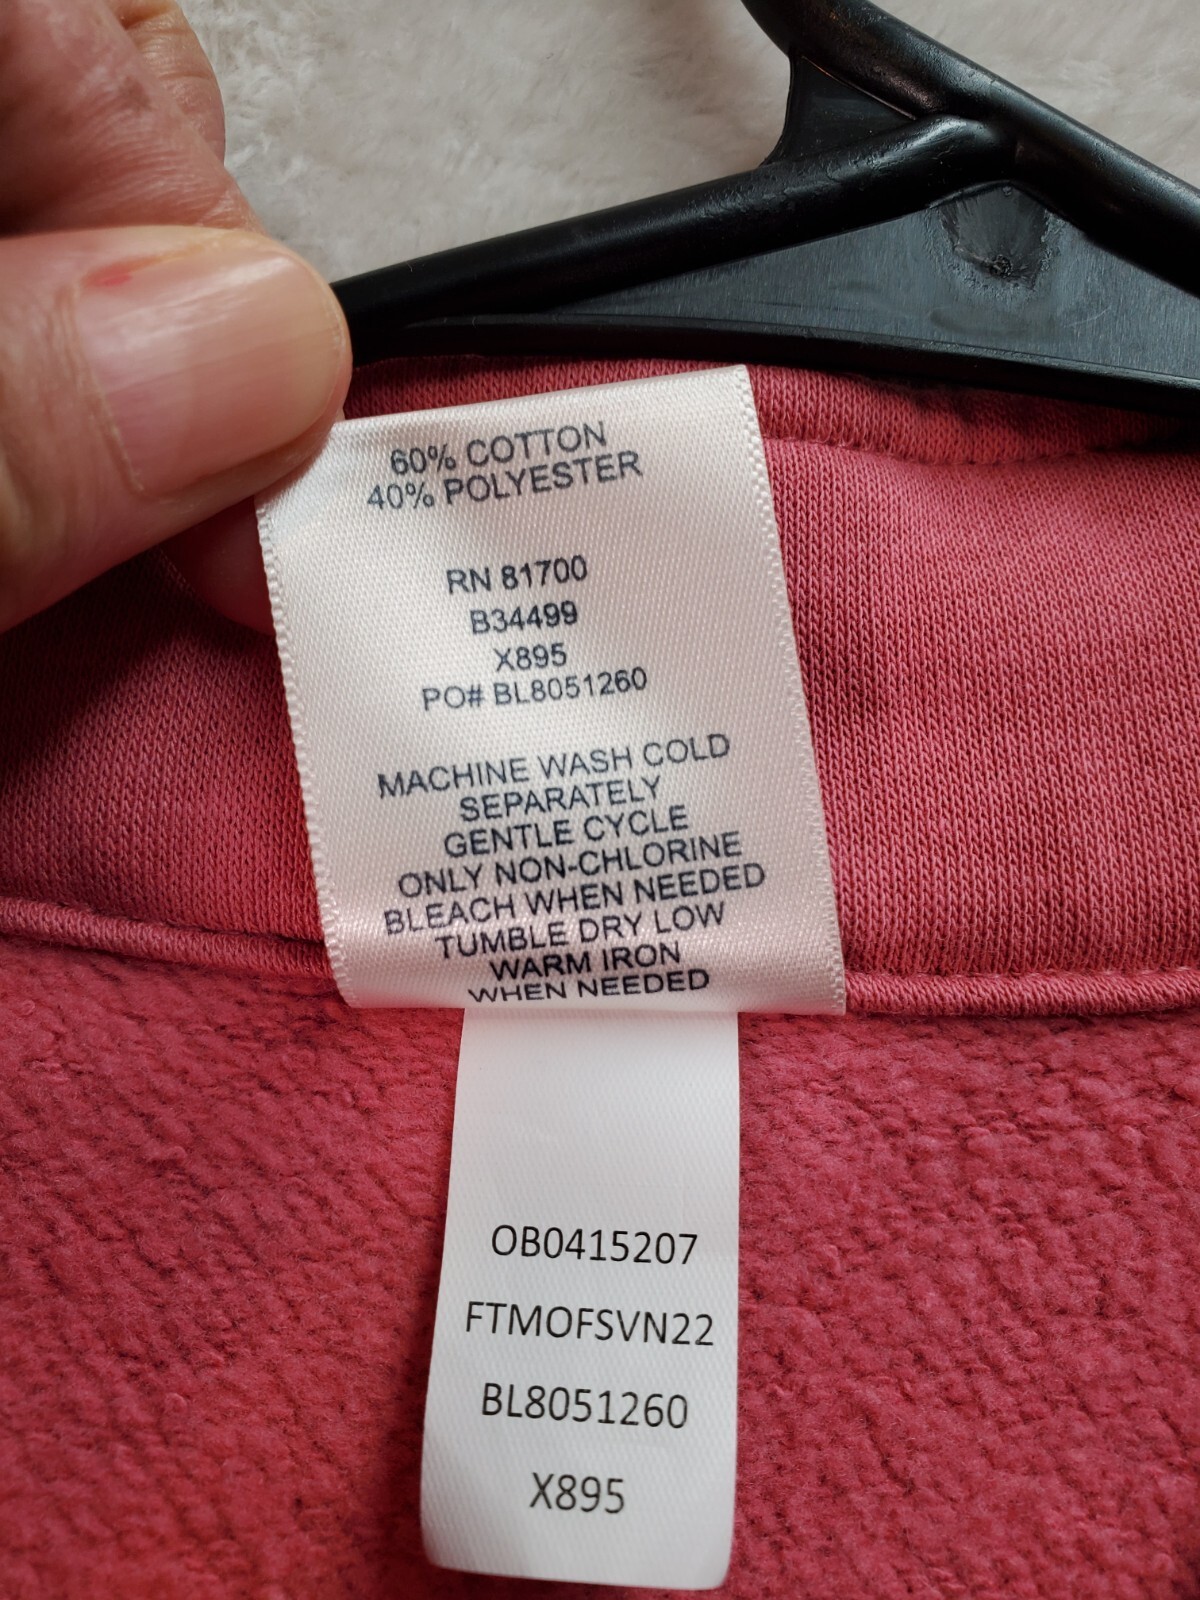 60% COTTON
40% POLYESTER
RN 81700
B34499
X895
PO# BL8051260
MACHINE WASH COLD
SEPARATELY
GENTLE CYCLE
ONLY NON-CHLORINE
BLEACH WHEN NEEDED
TUMBLE DRY LOW
WARM IRON
WHEN NEEDED
OB0415207
FTMOFSVN22
BL8051260
X895